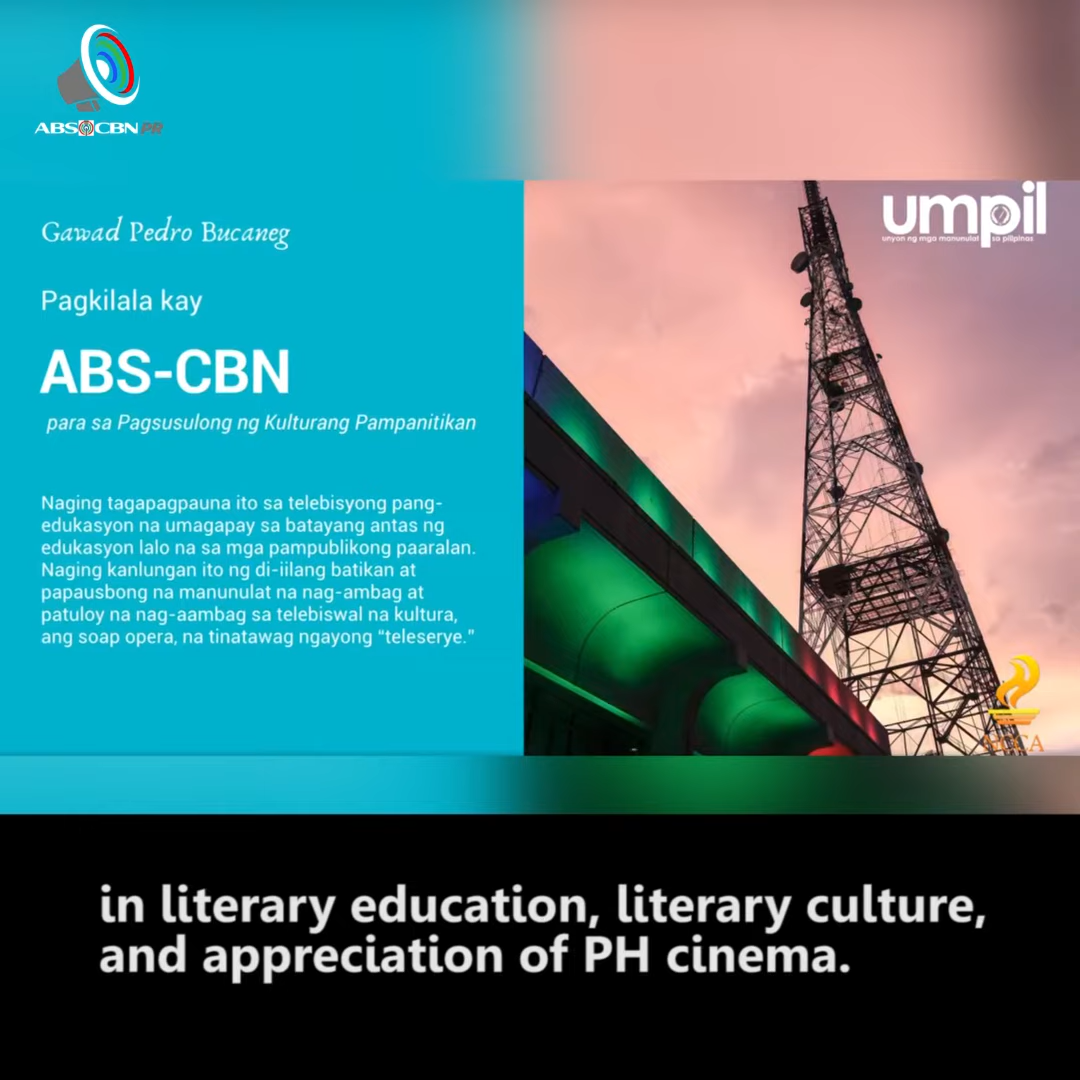 ABS-CBN PR
umpil
unyon ng mga manunulat sa pilipinas
Gawad Pedro Bucaneg
Pagkilala kay
ABS-CBN
para sa Pagsusulong ng Kulturang Pampanitikan
Naging tagapagpauna ito sa telebisyong pang-
edukasyon na umagapay sa batayang antas ng
edukasyon lalo na sa mga pampublikong paaralan.
Naging kanlungan ito ng di-iilang batikan at
papausbong na manunulat na nag-ambag at
patuloy na nag-aambag sa telebiswal na kultura,
ang soap opera, na tinatawag ngayong “teleserye.”
NCCA
in literary education, literary culture,
and appreciation of PH cinema.